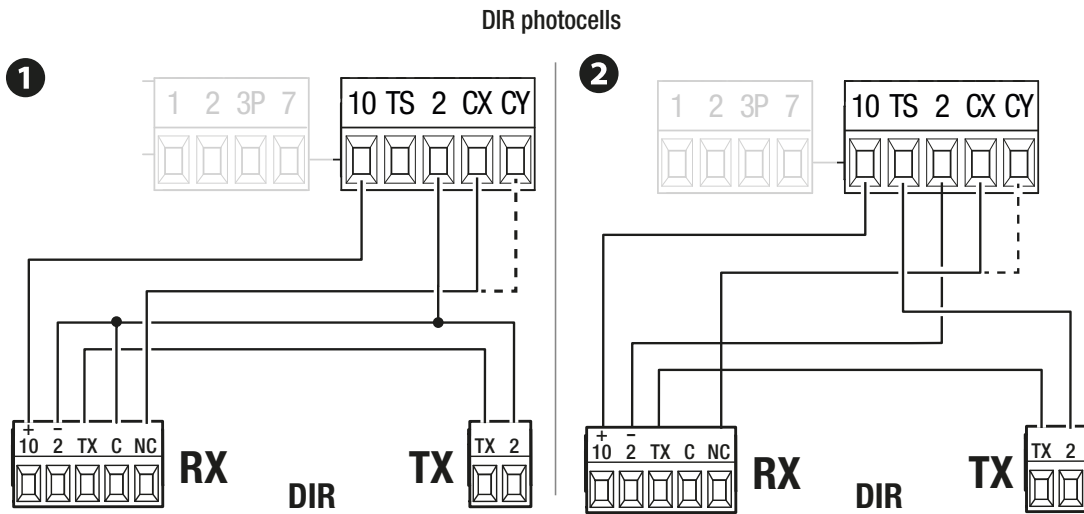 DIR photocells
1
1 2 3P 7
10 TS 2 CX CY
+ −
10 2 TX C NC
RX
DIR
TX
TX 2
2
1 2 3P 7
10 TS 2 CX CY
+ −
10 2 TX C NC
RX
DIR
TX
TX 2